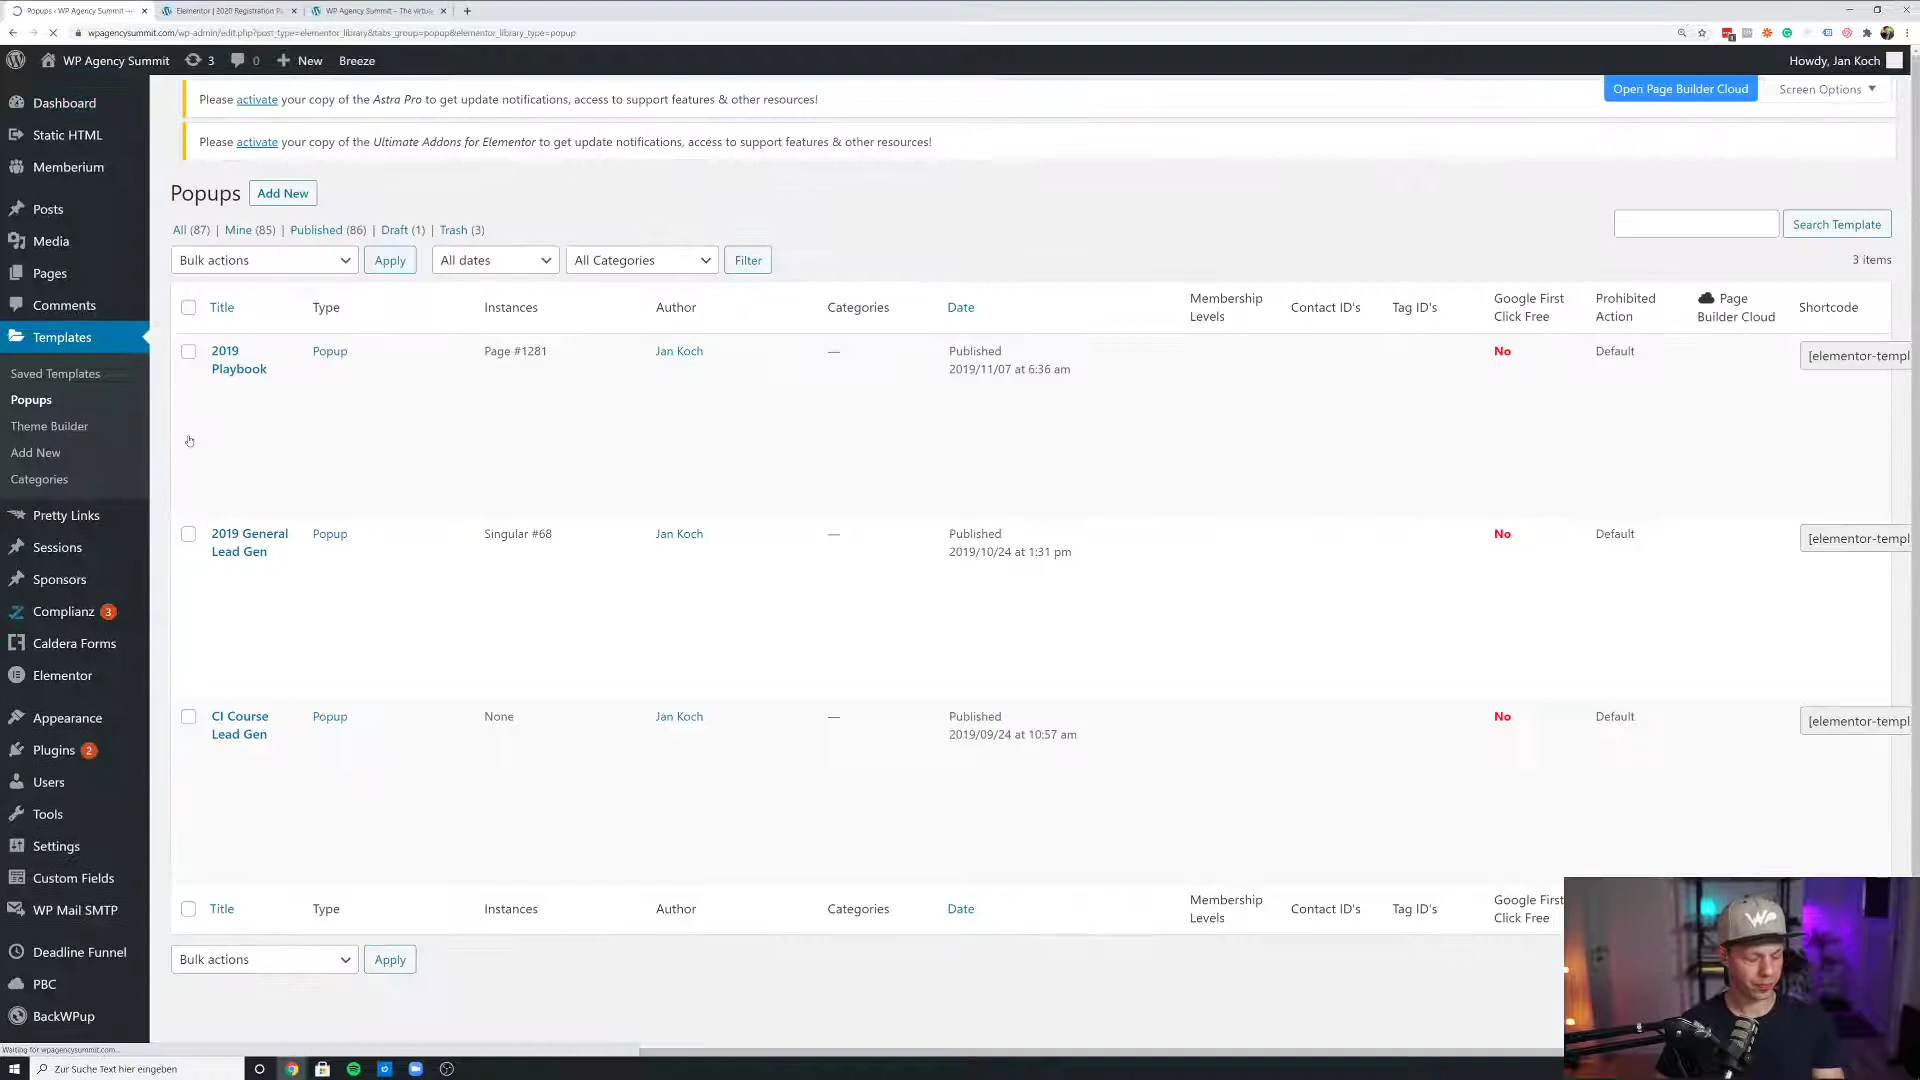 Popups ‹ WP Agency Summit —
Elementor | 2020 Registration P
WP Agency Summit – The virtu
wpagencysummit.com/wp-admin/edit.php?post_type=elementor_library&tabs_group=popup&elementor_library_type=popup
WP Agency Summit
3
0
New
Breeze
Howdy, Jan Koch
Dashboard
Static HTML
Memberium
Posts
Media
Pages
Comments
Templates
Saved Templates
Popups
Theme Builder
Add New
Categories
Pretty Links
Sessions
Sponsors
Complianz 3
Caldera Forms
Elementor
Appearance
Plugins 2
Users
Tools
Settings
Custom Fields
WP Mail SMTP
Deadline Funnel
PBC
BackWPup
Please activate your copy of the Astra Pro to get update notifications, access to support features & other resources!
Open Page Builder Cloud
Screen Options
Please activate your copy of the Ultimate Addons for Elementor to get update notifications, access to support features & other resources!
Popups Add New
All (87) | Mine (85) | Published (86) | Draft (1) | Trash (3)
Search Template
Bulk actions Apply All dates All Categories Filter
3 items
Title Type Instances Author Categories Date Membership Levels Contact ID's Tag ID's Google First Click Free Prohibited Action Page Builder Cloud Shortcode
2019 Playbook Popup Page #1281 Jan Koch — Published 2019/11/07 at 6:36 am No Default [elementor-templ
2019 General Lead Gen Popup Singular #68 Jan Koch — Published 2019/10/24 at 1:31 pm No Default [elementor-templ
CI Course Lead Gen Popup None Jan Koch — Published 2019/09/24 at 10:57 am No Default [elementor-templ
Title Type Instances Author Categories Date Membership Levels Contact ID's Tag ID's Google First Click Free
Bulk actions Apply
Waiting for wpagencysummit.com...
Zur Suche Text hier eingeben
WP